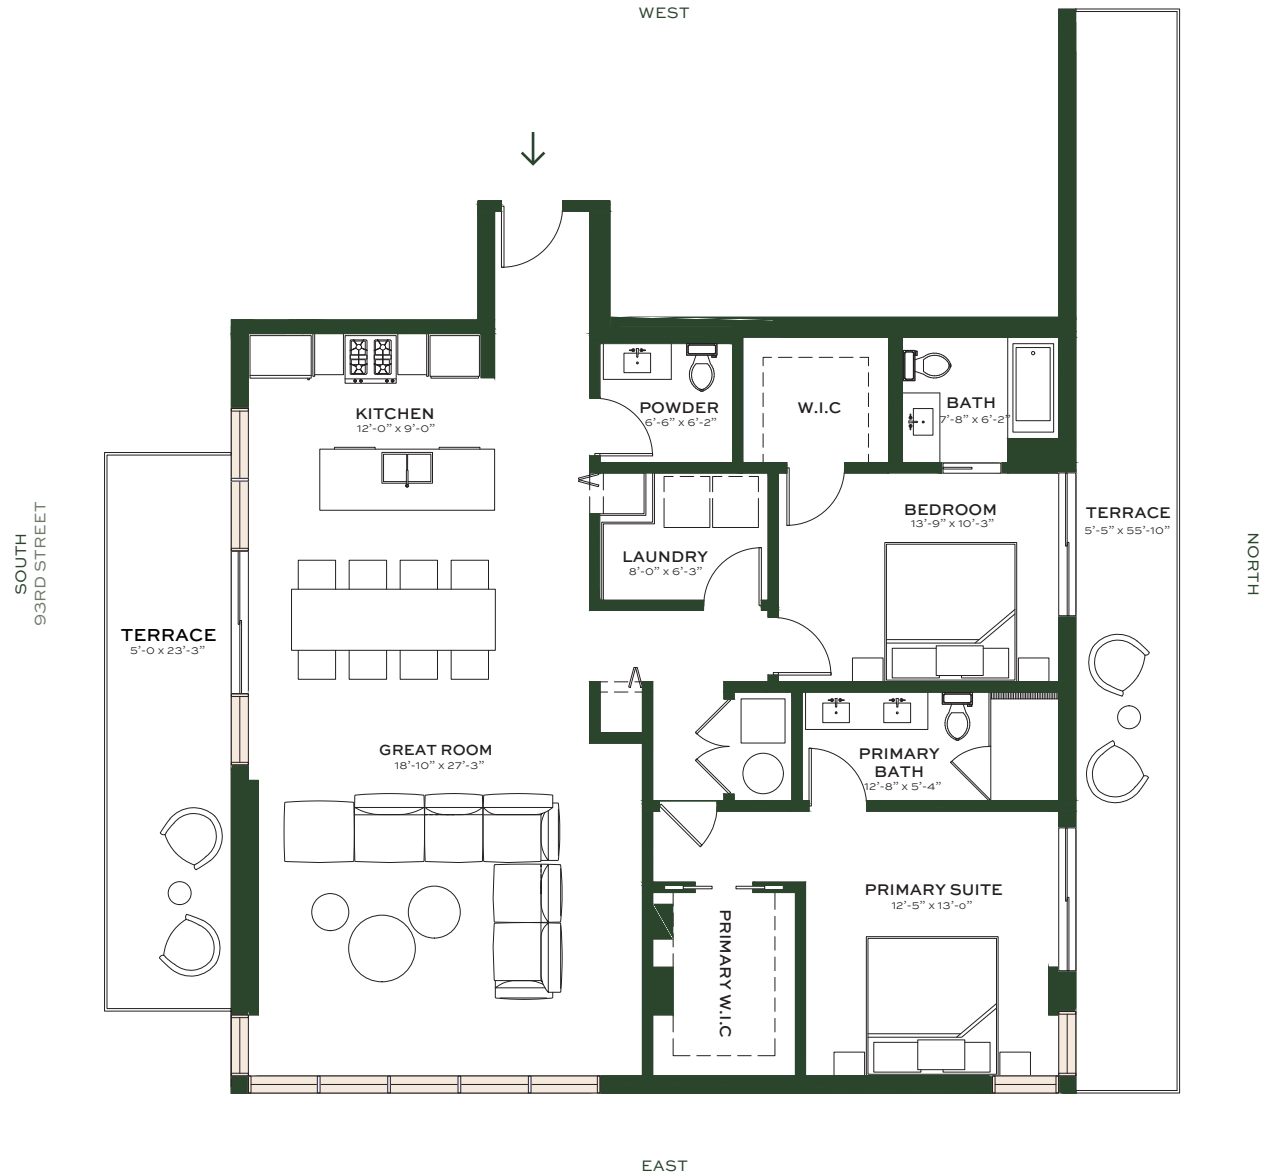 WEST
KITCHEN
12'-0" x 9'-0"
POWDER
6'-6" x 6'-2"
W.I.C
BATH
7'-8" x 6'-2"
BEDROOM
13'-9" x 10'-3"
TERRACE
5'-5" x 55'-10"
LAUNDRY
8'-0" x 6'-3"
SOUTH
93RD STREET
NORTH
TERRACE
5'-0 x 23'-3"
GREAT ROOM
18'-10" x 27'-3"
PRIMARY
BATH
12'-8" x 5'-4"
PRIMARY SUITE
12'-5" x 13'-0"
PRIMARY W.I.C
EAST